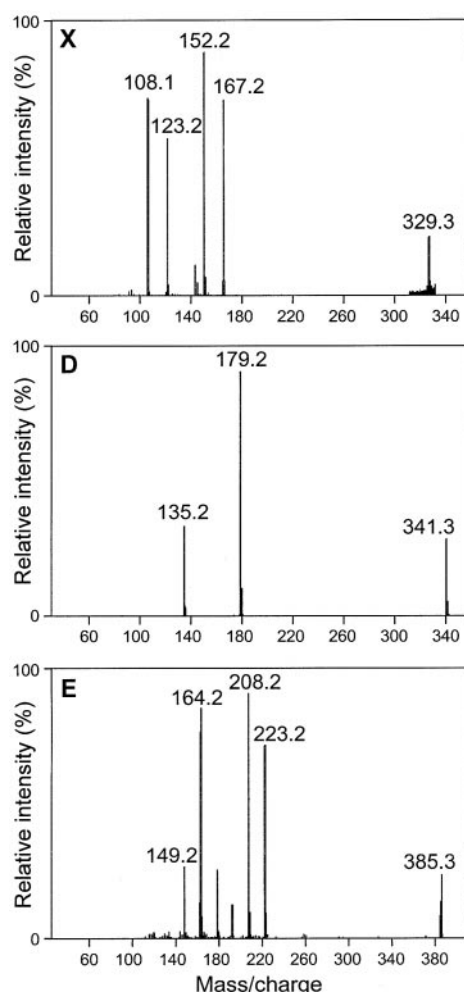 100
X
152.2
108.1
167.2
123.2
329.3
Relative intensity (%)
0
60 100 140 180 220 260 300 340
100
D
179.2
135.2
341.3
Relative intensity (%)
0
60 100 140 180 220 260 300 340
100
E
208.2
164.2
223.2
149.2
385.3
Relative intensity (%)
0
60 100 140 180 220 260 300 340 380
Mass/charge